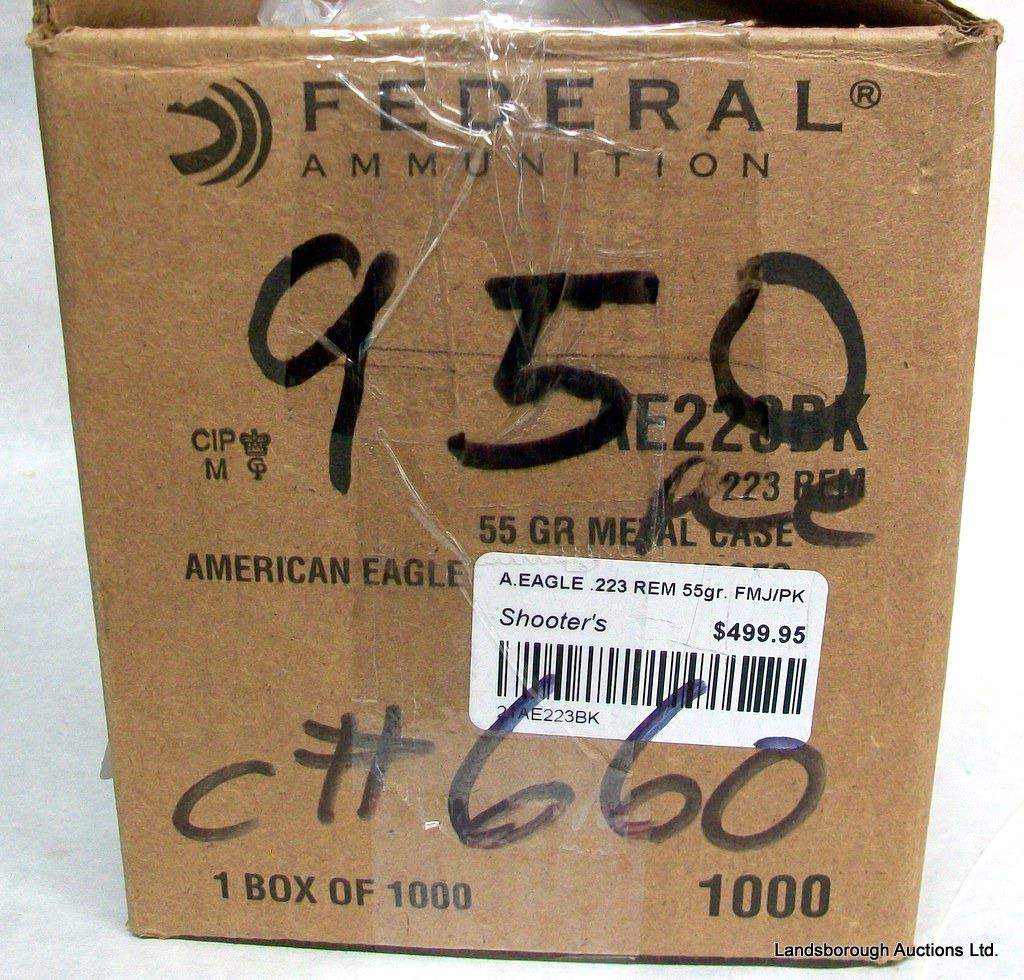 FEDERAL®
AMMUNITION
950
AE223BK
CIP
M
223 REM
55 GR METAL CASE
AMERICAN EAGLE
A.EAGLE .223 REM 55gr. FMJ/PK
Shooter's $499.95
21AE223BK
C#660
1 BOX OF 1000 1000
Landsborough Auctions Ltd.